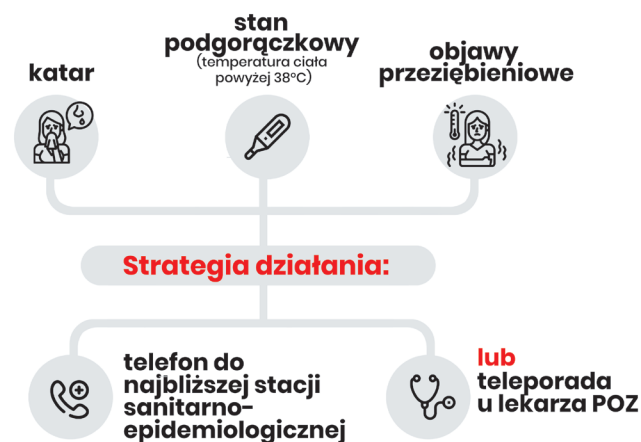 katar
stan
podgorączkowy
(temperatura ciała
powyżej 38°C)
objawy
przeziębieniowe
Strategia działania:
telefon do
najbliższej stacji
sanitarno-
epidemiologicznej
lub
teleporada
u lekarza POZ